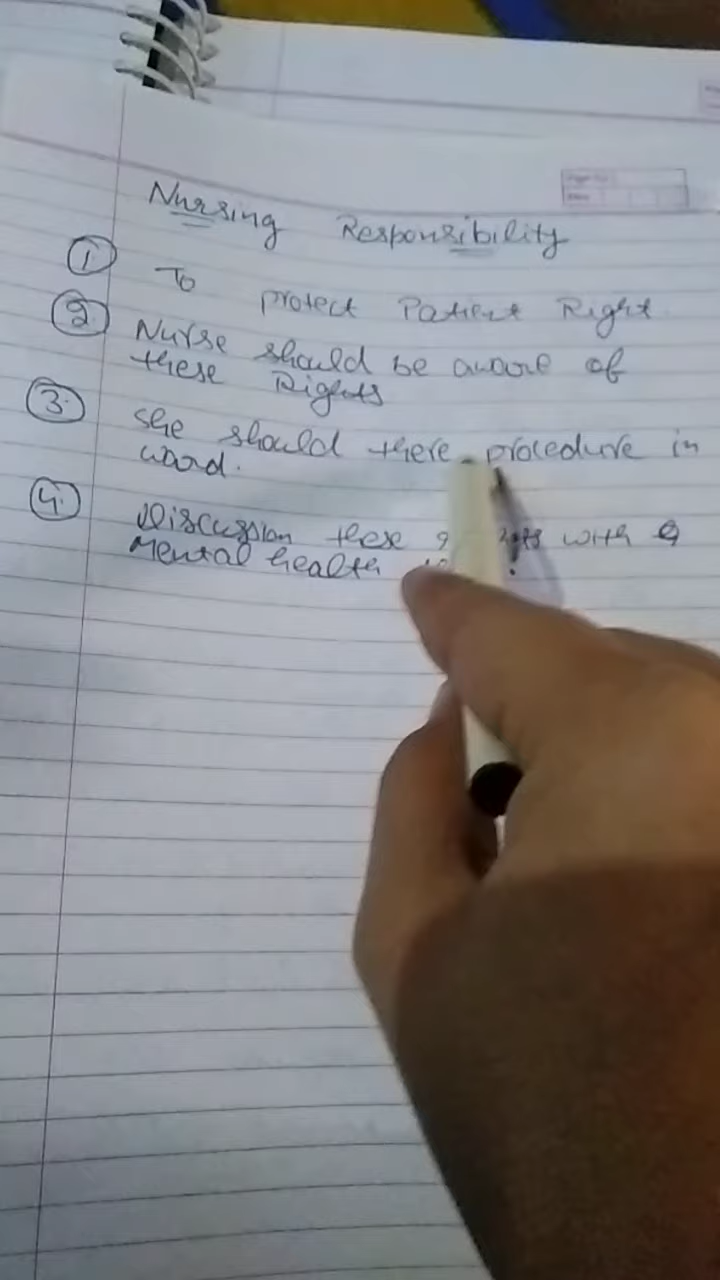 Nursing Responsibility
① To protect Patient Right
② Nurse should be aware of
these Rights
③ She should there procedure in
ward.
④ Discussion these with a
Mental health